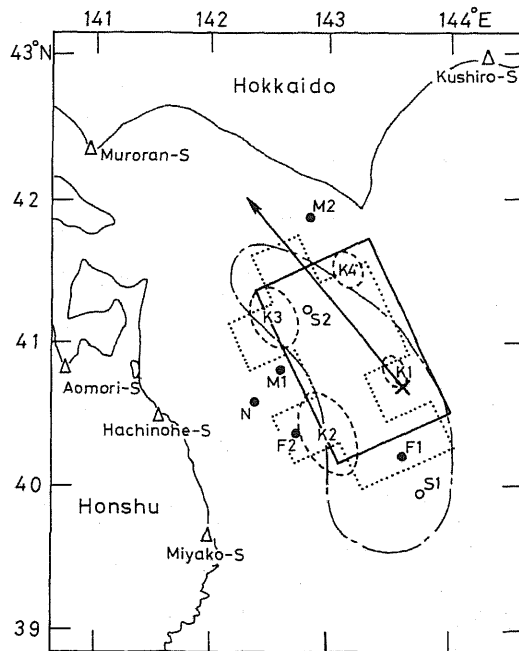 141 142 143 144°E
43°N
Kushiro-S
Hokkaido
Muroran-S
42
M2
K4
K3
S2
41
M1
K1
Aomori-S
N
Hachinohe-S
F2
K2
F1
40
S1
Honshu
Miyako-S
39